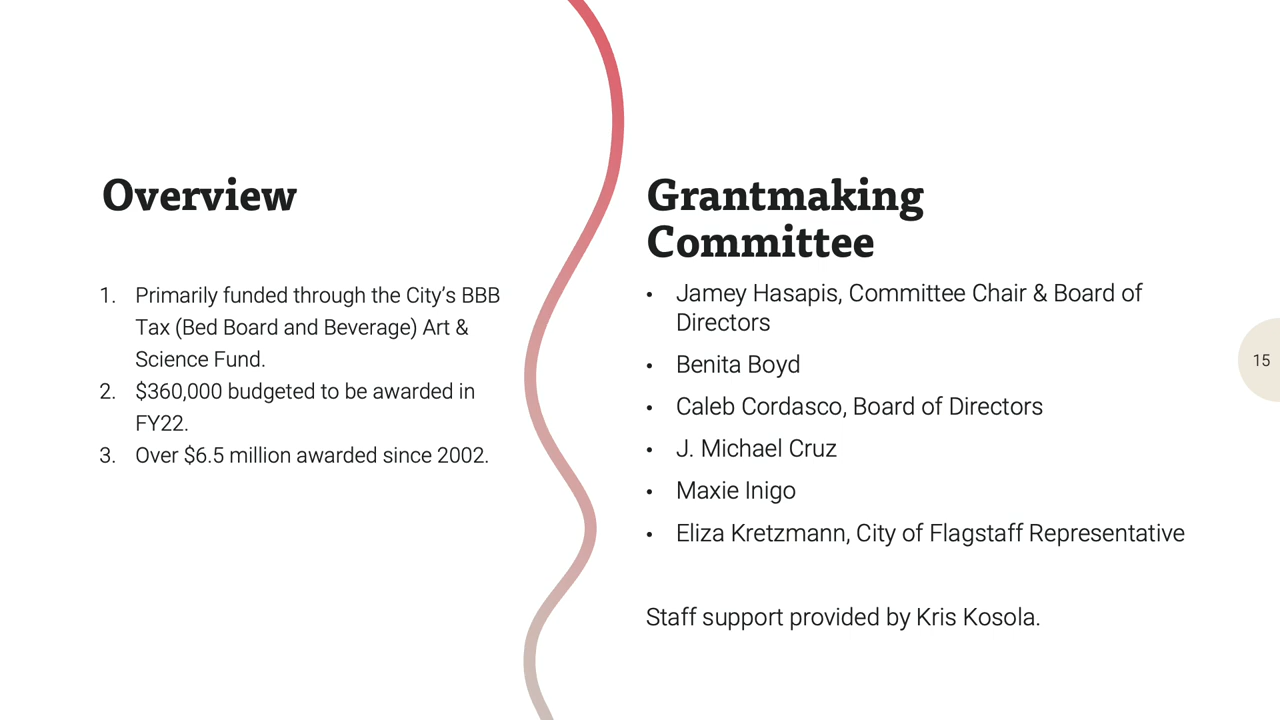 Overview
1. Primarily funded through the City’s BBB
Tax (Bed Board and Beverage) Art &
Science Fund.
2. $360,000 budgeted to be awarded in
FY22.
3. Over $6.5 million awarded since 2002.
Grantmaking
Committee
• Jamey Hasapis, Committee Chair & Board of
Directors
• Benita Boyd
• Caleb Cordasco, Board of Directors
• J. Michael Cruz
• Maxie Inigo
• Eliza Kretzmann, City of Flagstaff Representative
Staff support provided by Kris Kosola.
15